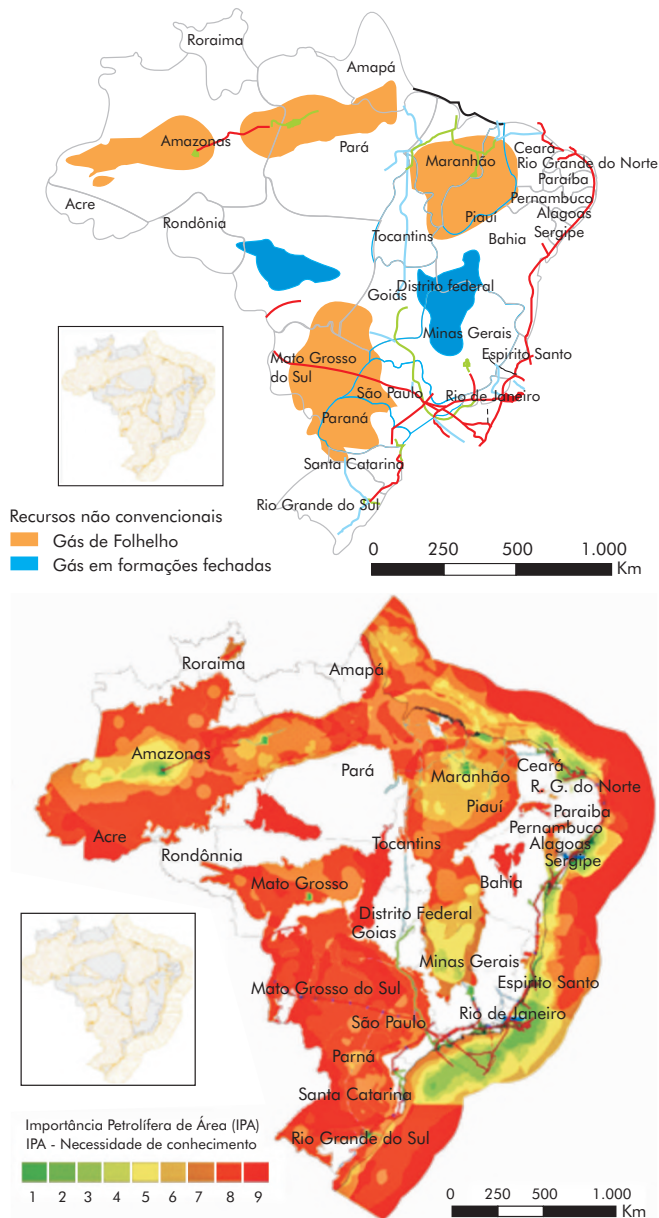 Roraima
Amapá
Amazonas
Pará
Maranhão
Ceará
Rio Grande do Norte
Paraíba
Pernambuco
Alagoas
Sergipe
Piauí
Acre
Rondônia
Tocantins
Bahia
Goiás
Distrito federal
Minas Gerais
Espirito Santo
Mato Grosso
do Sul
São Paulo
Rio de Janeiro
Paraná
Santa Catarina
Rio Grande do Sul
Recursos não convencionais
Gás de Folhelho
Gás em formações fechadas
0 250 500 1.000
Km
Roraima
Amapá
Amazonas
Pará
Maranhão
Ceará
R. G. do Norte
Piauí
Paraiba
Pernambuco
Alagoas
Sergipe
Acre
Tocantins
Rondônnia
Mato Grosso
Bahia
Distrito Federal
Goias
Minas Gerais
Espirito Santo
Mato Grosso do Sul
Rio de Janeiro
São Paulo
Parná
Santa Catarina
Importância Petrolífera de Área (IPA)
IPA - Necessidade de conhecimento
Rio Grande do Sul
1 2 3 4 5 6 7 8 9
0 250 500 1.000
Km